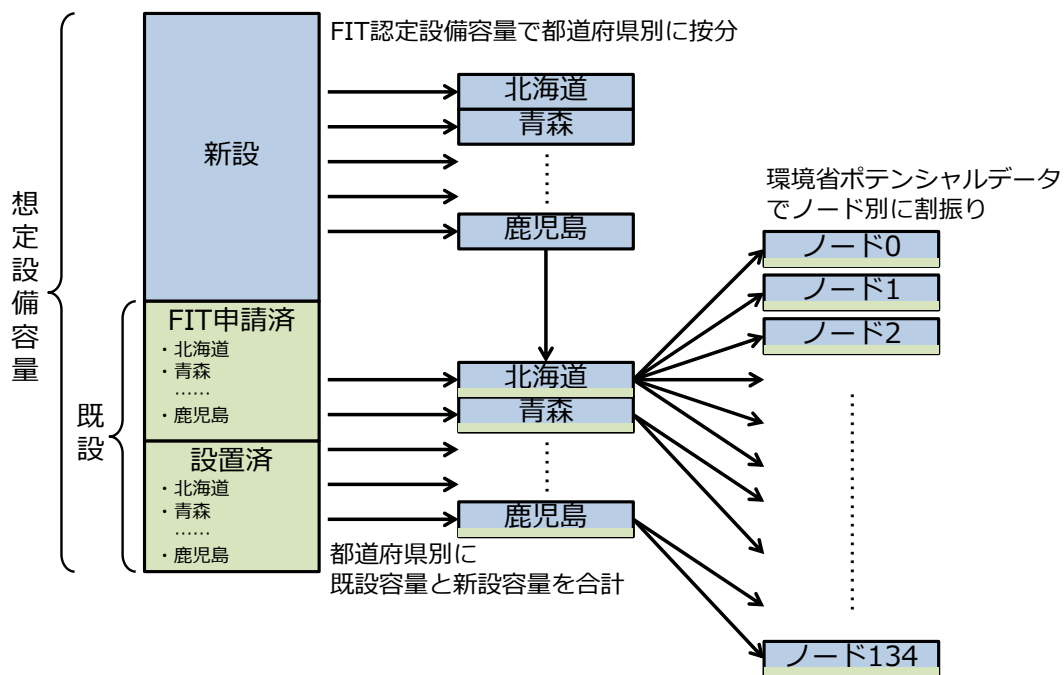 想定設備容量
既設
新設
FIT申請済
・北海道
・青森
……
・鹿児島
設置済
・北海道
・青森
……
・鹿児島
FIT認定設備容量で都道府県別に按分
北海道
青森
鹿児島
北海道
青森
鹿児島
都道府県別に
既設容量と新設容量を合計
環境省ポテンシャルデータ
でノード別に割振り
ノード0
ノード1
ノード2
ノード134